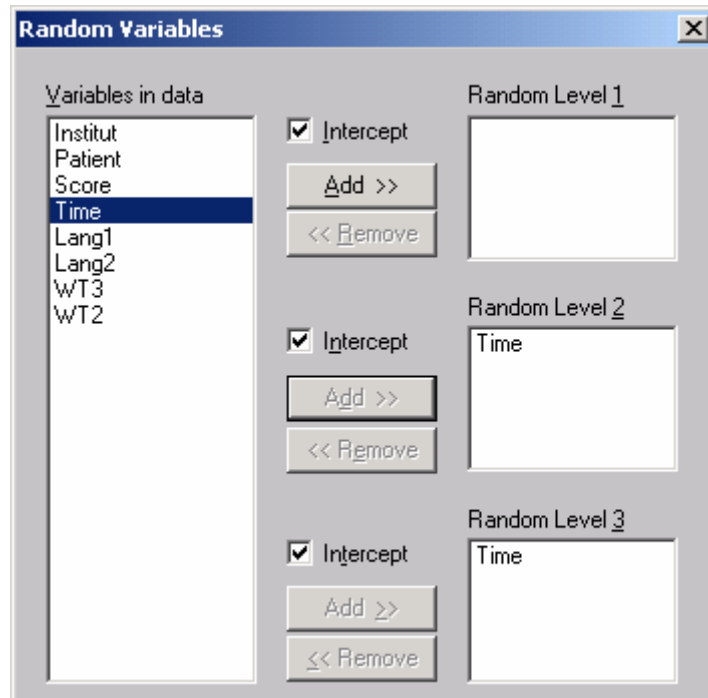 Random Variables
Variables in data
Institut
Patient
Score
Time
Lang1
Lang2
WT3
WT2
Intercept
Add >>
<< Remove
Random Level 1
Intercept
Add >>
<< Remove
Random Level 2
Time
Intercept
Add >>
<< Remove
Random Level 3
Time